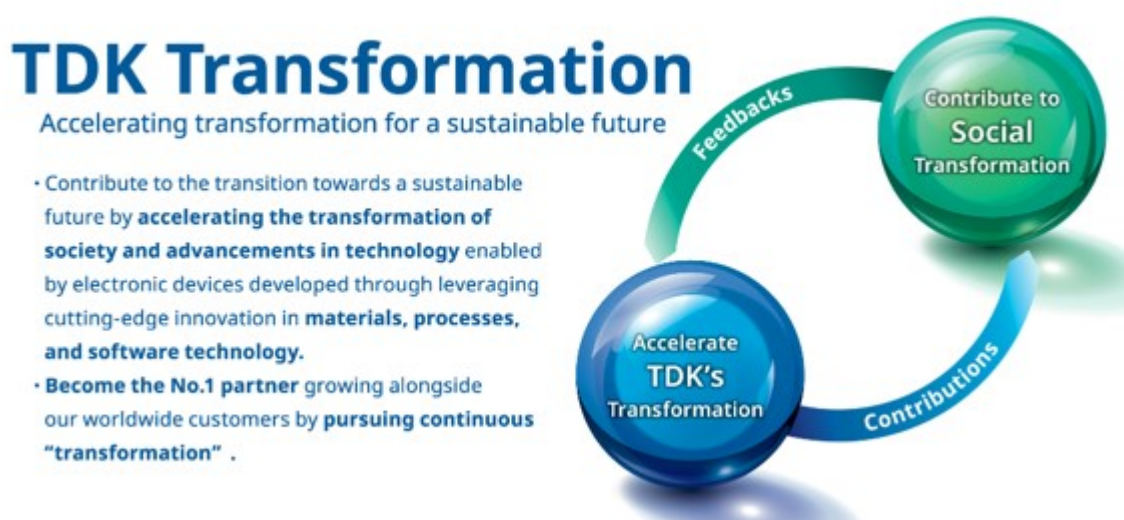 TDK Transformation
Accelerating transformation for a sustainable future
・Contribute to the transition towards a sustainable
future by accelerating the transformation of
society and advancements in technology enabled
by electronic devices developed through leveraging
cutting-edge innovation in materials, processes,
and software technology.
・Become the No.1 partner growing alongside
our worldwide customers by pursuing continuous
“transformation” .
Feedbacks
Contribute to
Social
Transformation
Accelerate
TDK’s
Transformation
Contributions